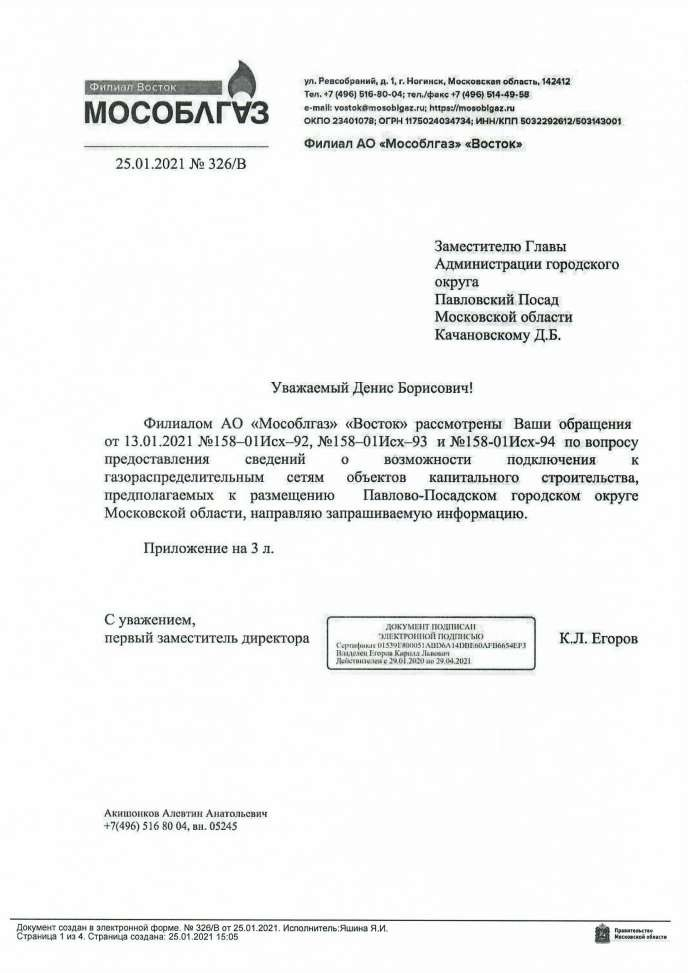 Филиал Восток
МОСОБЛГАЗ
ул. Ревсобраний, д. 1, г. Ногинск, Московская область, 142412
Тел. +7 (496) 516-80-04; тел./факс +7 (496) 514-49-58
e-mail: vostok@mosoblgaz.ru; https://mosoblgaz.ru
ОКПО 23401078; ОГРН 1175024034734; ИНН/КПП 5032292612/503143001
Филиал АО «Мособлгаз» «Восток»
25.01.2021 № 326/В
Заместителю Главы
Администрации городского
округа
Павловский Посад
Московской области
Качановскому Д.Б.
Уважаемый Денис Борисович!
Филиалом АО «Мособлгаз» «Восток» рассмотрены Ваши обращения
от 13.01.2021 №158–01Исх–92, №158–01Исх–93 и №158-01Исх-94 по вопросу
предоставления сведений о возможности подключения к
газораспределительным сетям объектов капитального строительства,
предполагаемых к размещению Павлово-Посадском городском округе
Московской области, направляю запрашиваемую информацию.
Приложение на 3 л.
С уважением,
первый заместитель директора
ДОКУМЕНТ ПОДПИСАН
ЭЛЕКТРОННОЙ ПОДПИСЬЮ
Сертификат
Владелец Егоров Кирилл Львович
Действителен с 29.01.2020 по 29.04.2021
К.Л. Егоров
Акишонков Алевтин Анатольевич
+7(496) 516 80 04, вн. 05245
Документ создан в электронной форме. № 326/В от 25.01.2021. Исполнитель:Яшина Я.И.
Страница 1 из 4. Страница создана: 25.01.2021 15:05
Правительство
Московской области